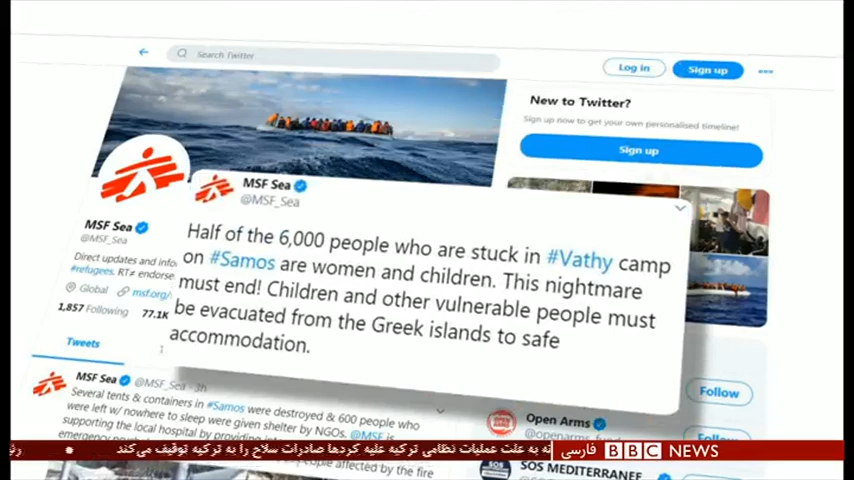 Search Twitter
Log in
Sign up
New to Twitter?
Sign up now to get your own personalised timeline!
Sign up
MSF Sea
@MSF_Sea
Half of the 6,000 people who are stuck in #Vathy camp
on #Samos are women and children. This nightmare
must end! Children and other vulnerable people must
be evacuated from the Greek islands to safe
accommodation.
MSF Sea
@MSF_Sea
Direct updates and
#refugees. RT≠ endorse
Global
msf.org/
1,857 Following 77.1K
Tweets
MSF Sea @MSF_Sea · 3h
Several tents & containers in #Samos were destroyed & 600 people who
were left w/ nowhere to sleep were given shelter by NGOs. @MSF is
supporting the local hospital by providing
people affected by the fire
Follow
Open Arms
Follow
SOS MEDITERRANEE
ته به علت عملیات نظامی ترکیه علیه کردها صادرات سلاح را به ترکیه توقیف می‌کند
فارسی BBC NEWS